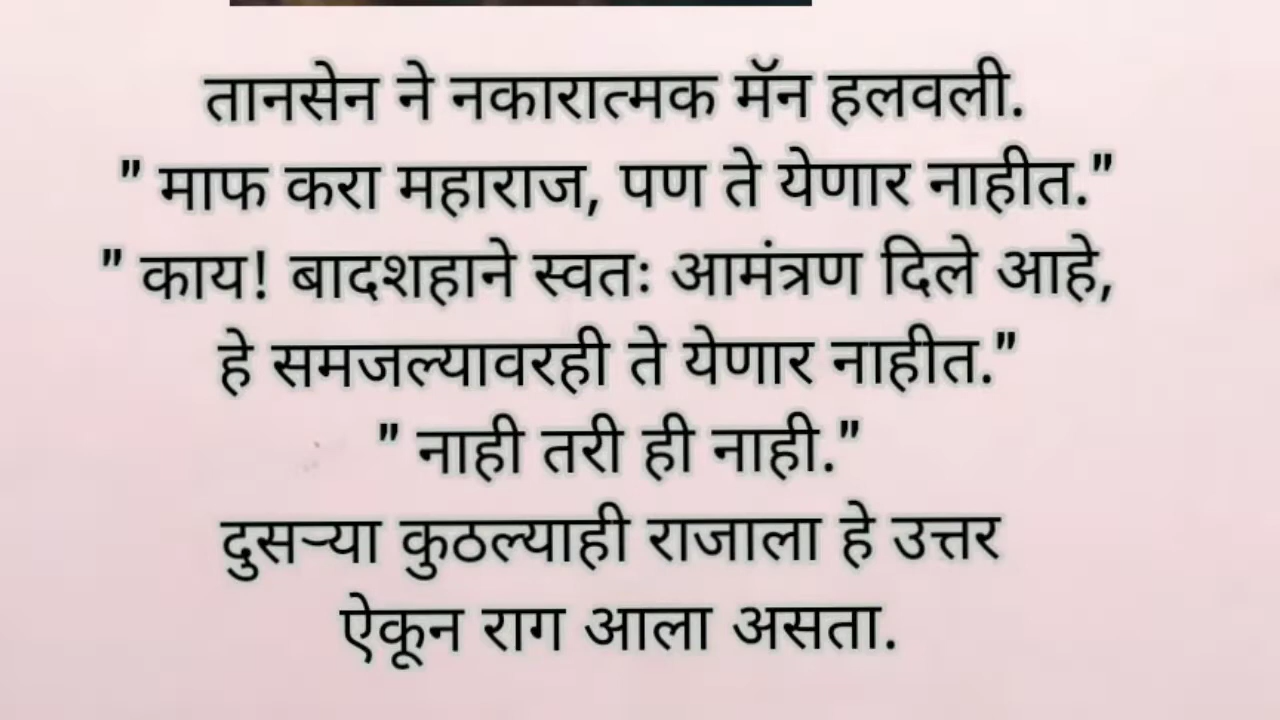 तानसेन ने नकारात्मक मॅन हलवली.
" माफ करा महाराज, पण ते येणार नाहीत."
" काय! बादशहाने स्वतः आमंत्रण दिले आहे,
हे समजल्यावरही ते येणार नाहीत."
" नाही तरी ही नाही."
दुसऱ्या कुठल्याही राजाला हे उत्तर
ऐकून राग आला असता.